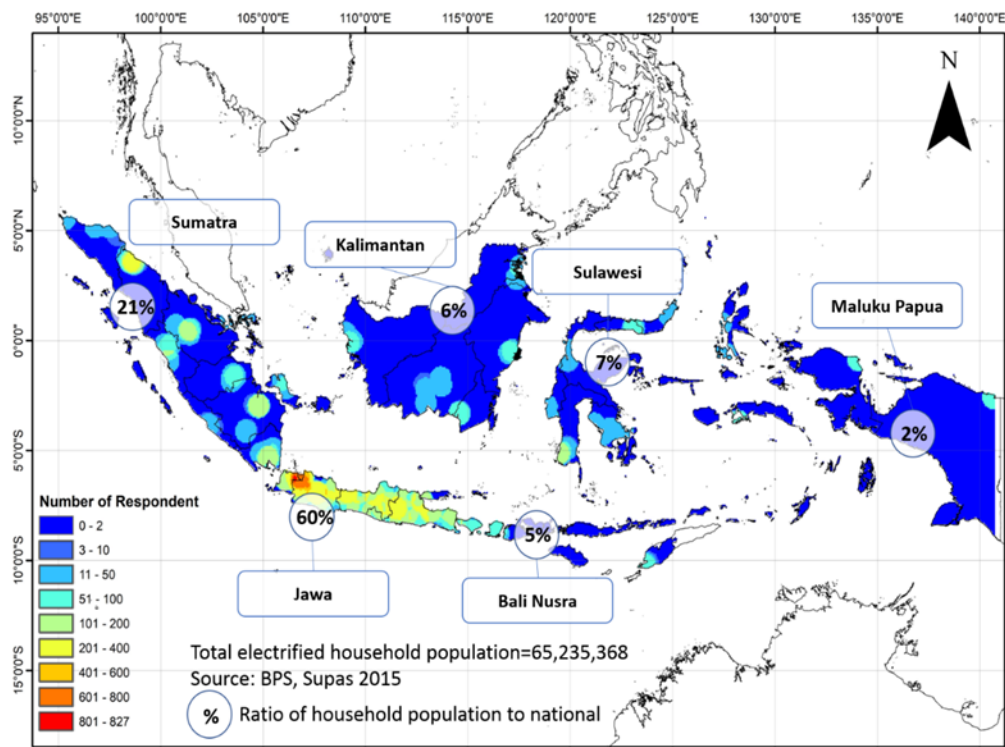 95°0'0"E 100°0'0"E 105°0'0"E 110°0'0"E 115°0'0"E 120°0'0"E 125°0'0"E 130°0'0"E 135°0'0"E 140°0'0"E
N
10°0'0"N
5°0'0"N
0°0'0"
5°0'0"S
10°0'0"S
15°0'0"S
Sumatra
Kalimantan
Sulawesi
Maluku Papua
21%
6%
7%
2%
60%
5%
Jawa
Bali Nusra
Number of Respondent
0 - 2
3 - 10
11 - 50
51 - 100
101 - 200
201 - 400
401 - 600
601 - 800
801 - 827
Total electrified household population=65,235,368
Source: BPS, Supas 2015
% Ratio of household population to national